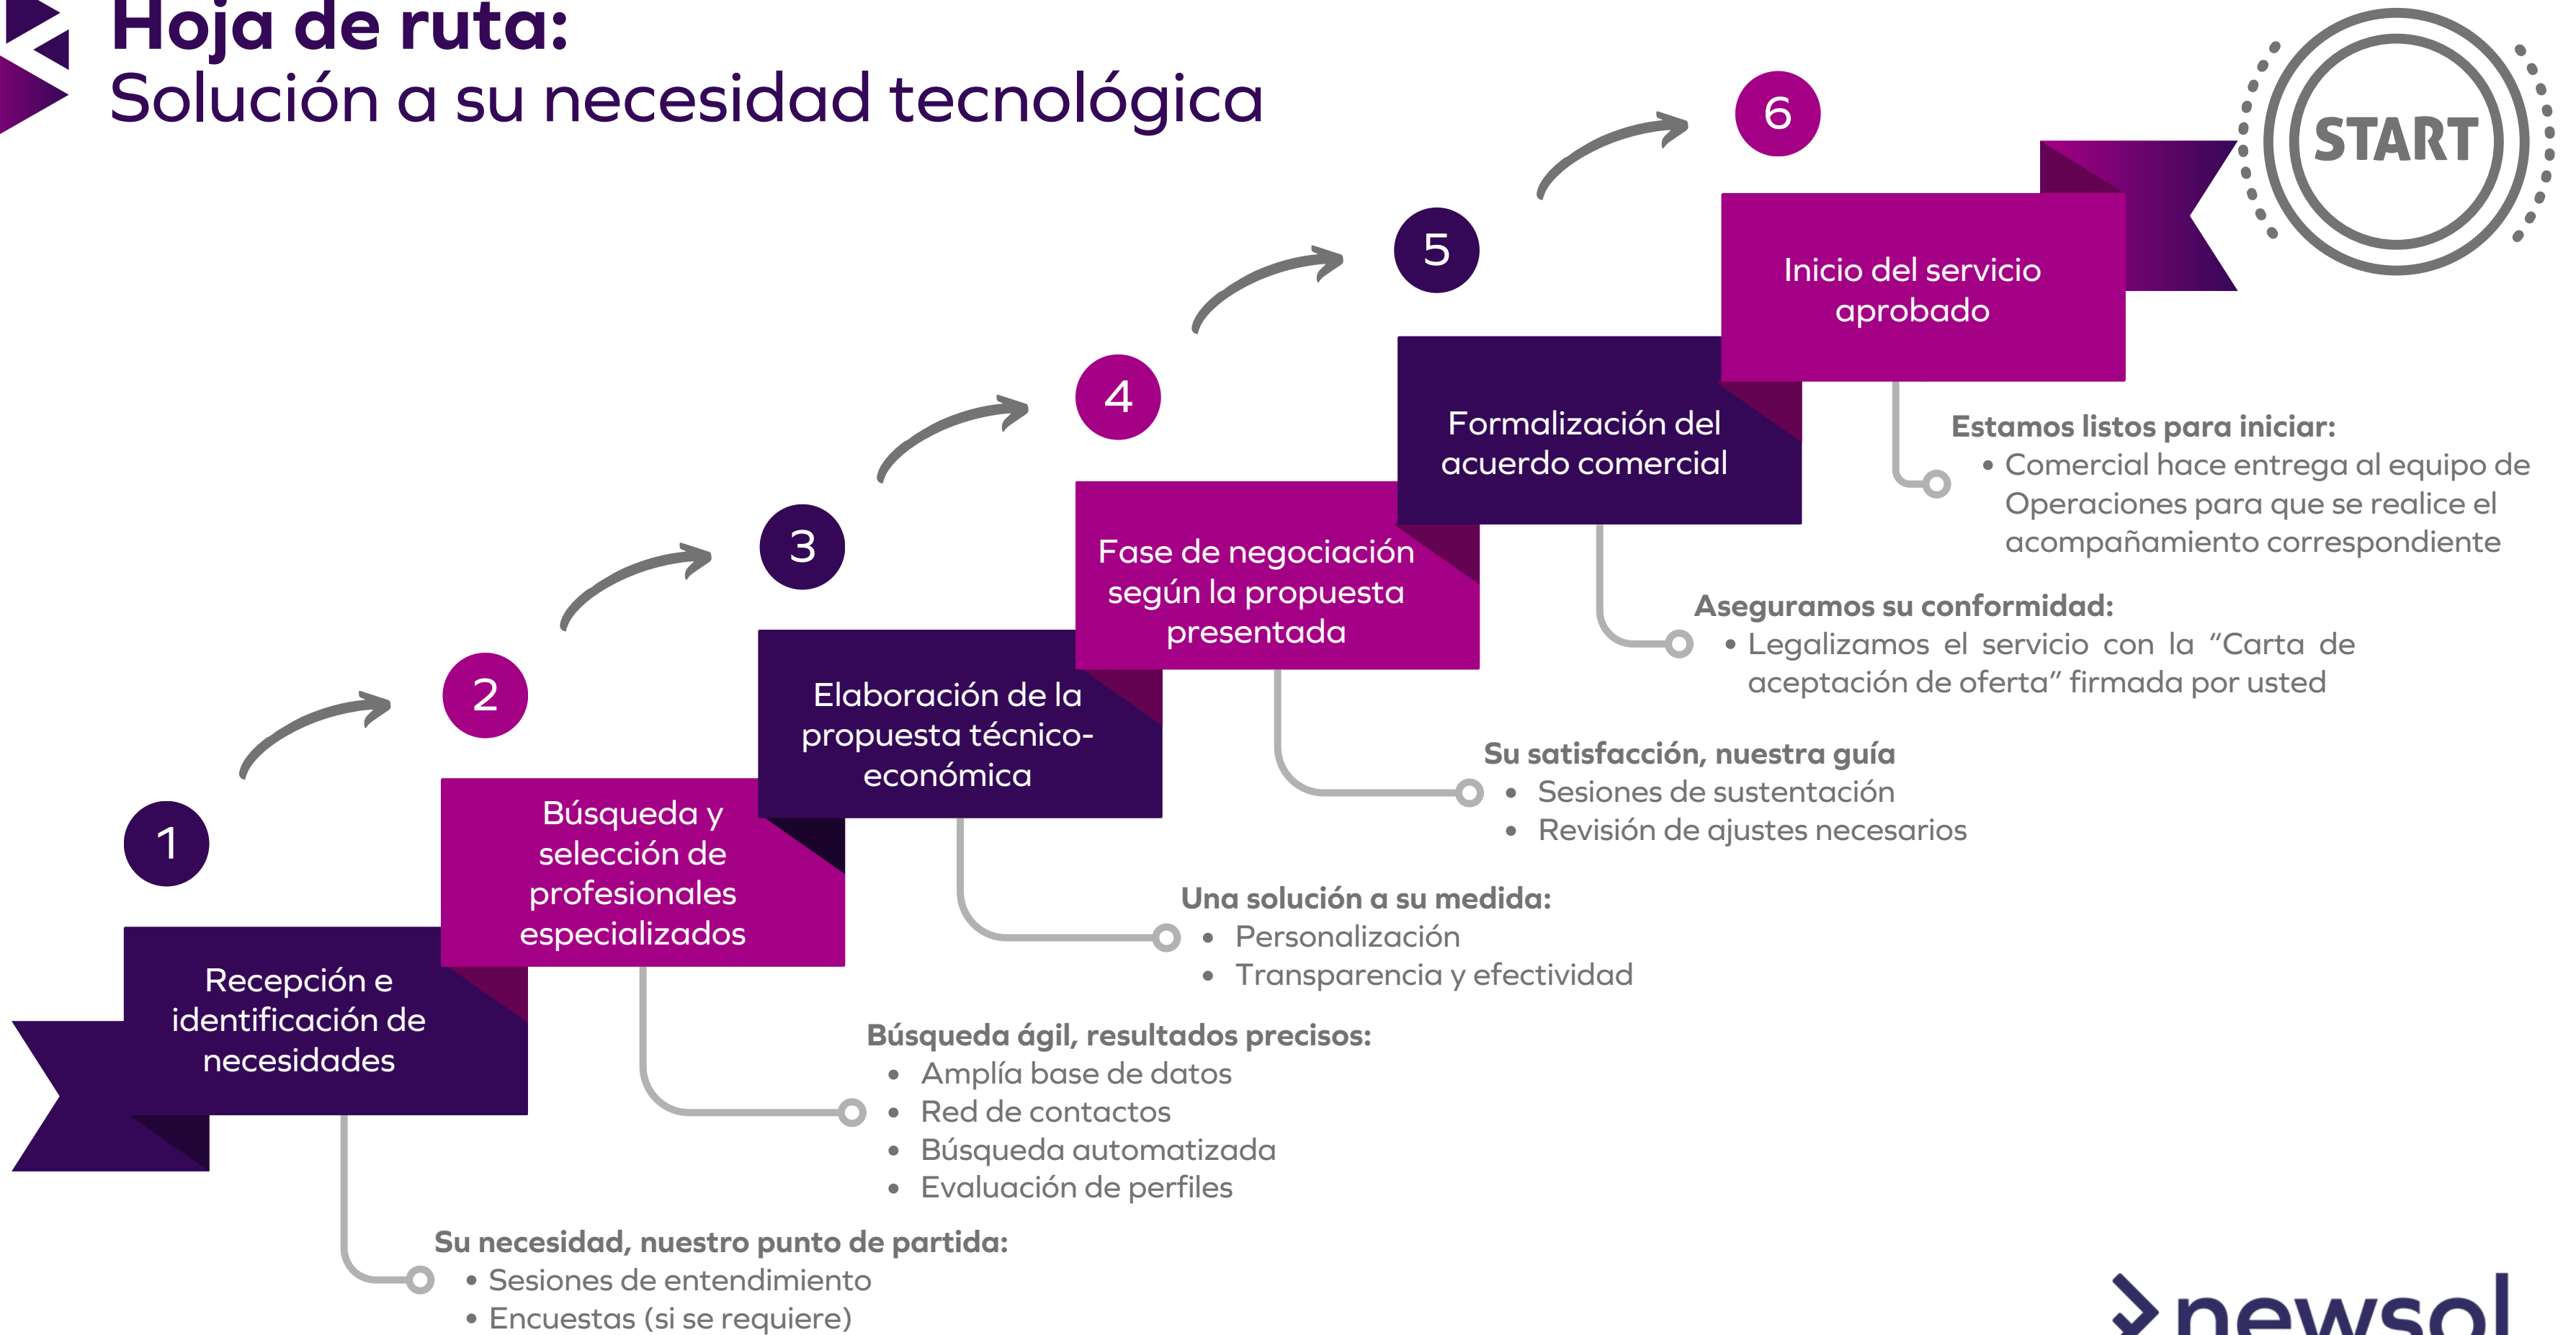 Hoja de ruta:
Solución a su necesidad tecnológica
START
1
Recepción e
identificación de
necesidades
Su necesidad, nuestro punto de partida:
• Sesiones de entendimiento
• Encuestas (si se requiere)
2
Búsqueda y
selección de
profesionales
especializados
Búsqueda ágil, resultados precisos:
• Amplía base de datos
• Red de contactos
• Búsqueda automatizada
• Evaluación de perfiles
3
Elaboración de la
propuesta técnico-
económica
Una solución a su medida:
• Personalización
• Transparencia y efectividad
4
Fase de negociación
según la propuesta
presentada
Su satisfacción, nuestra guía
• Sesiones de sustentación
• Revisión de ajustes necesarios
5
Formalización del
acuerdo comercial
Aseguramos su conformidad:
• Legalizamos el servicio con la “Carta de
aceptación de oferta” firmada por usted
6
Inicio del servicio
aprobado
Estamos listos para iniciar:
• Comercial hace entrega al equipo de
Operaciones para que se realice el
acompañamiento correspondiente
newsol